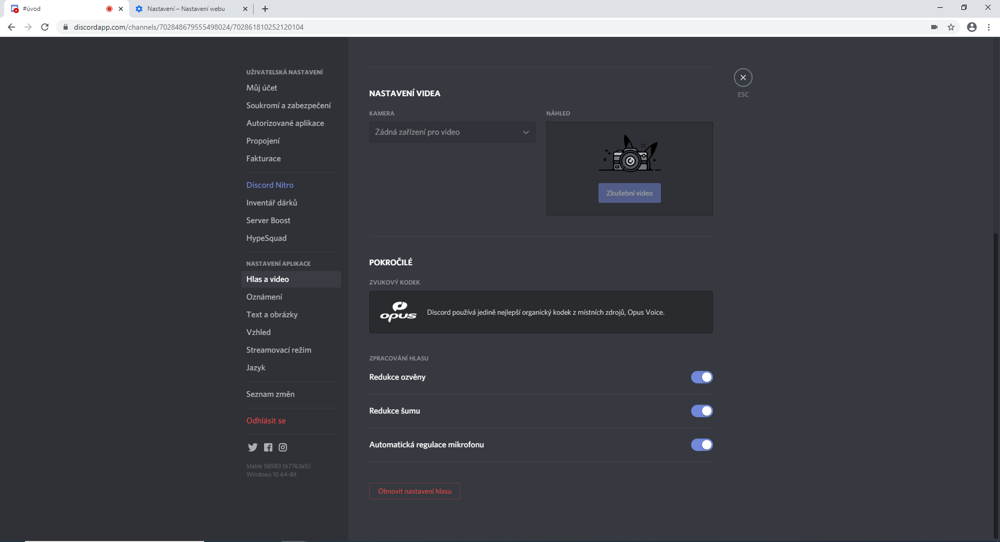 #úvod
Nastavení – Nastavení webu
discordapp.com/channels/702848679555498024/702861810252120104
UŽIVATELSKÁ NASTAVENÍ
Můj účet
Soukromí a zabezpečení
Autorizované aplikace
Propojení
Fakturace
Discord Nitro
Inventář dárků
Server Boost
HypeSquad
NASTAVENÍ APLIKACE
Hlas a video
Oznámení
Text a obrázky
Vzhled
Streamovací režim
Jazyk
Seznam změn
Odhlásit se
Stable 58583 (b7763a5)
Windows 10 64-Bit
NASTAVENÍ VIDEA
KAMERA
Žádná zařízení pro video
NÁHLED
Zkušební video
ESC
POKROČILÉ
ZVUKOVÝ KODEK
opus
Discord používá jedině nejlepší organický kodek z místních zdrojů, Opus Voice.
ZPRACOVÁNÍ HLASU
Redukce ozvěny
Redukce šumu
Automatická regulace mikrofonu
Obnovit nastavení hlasu